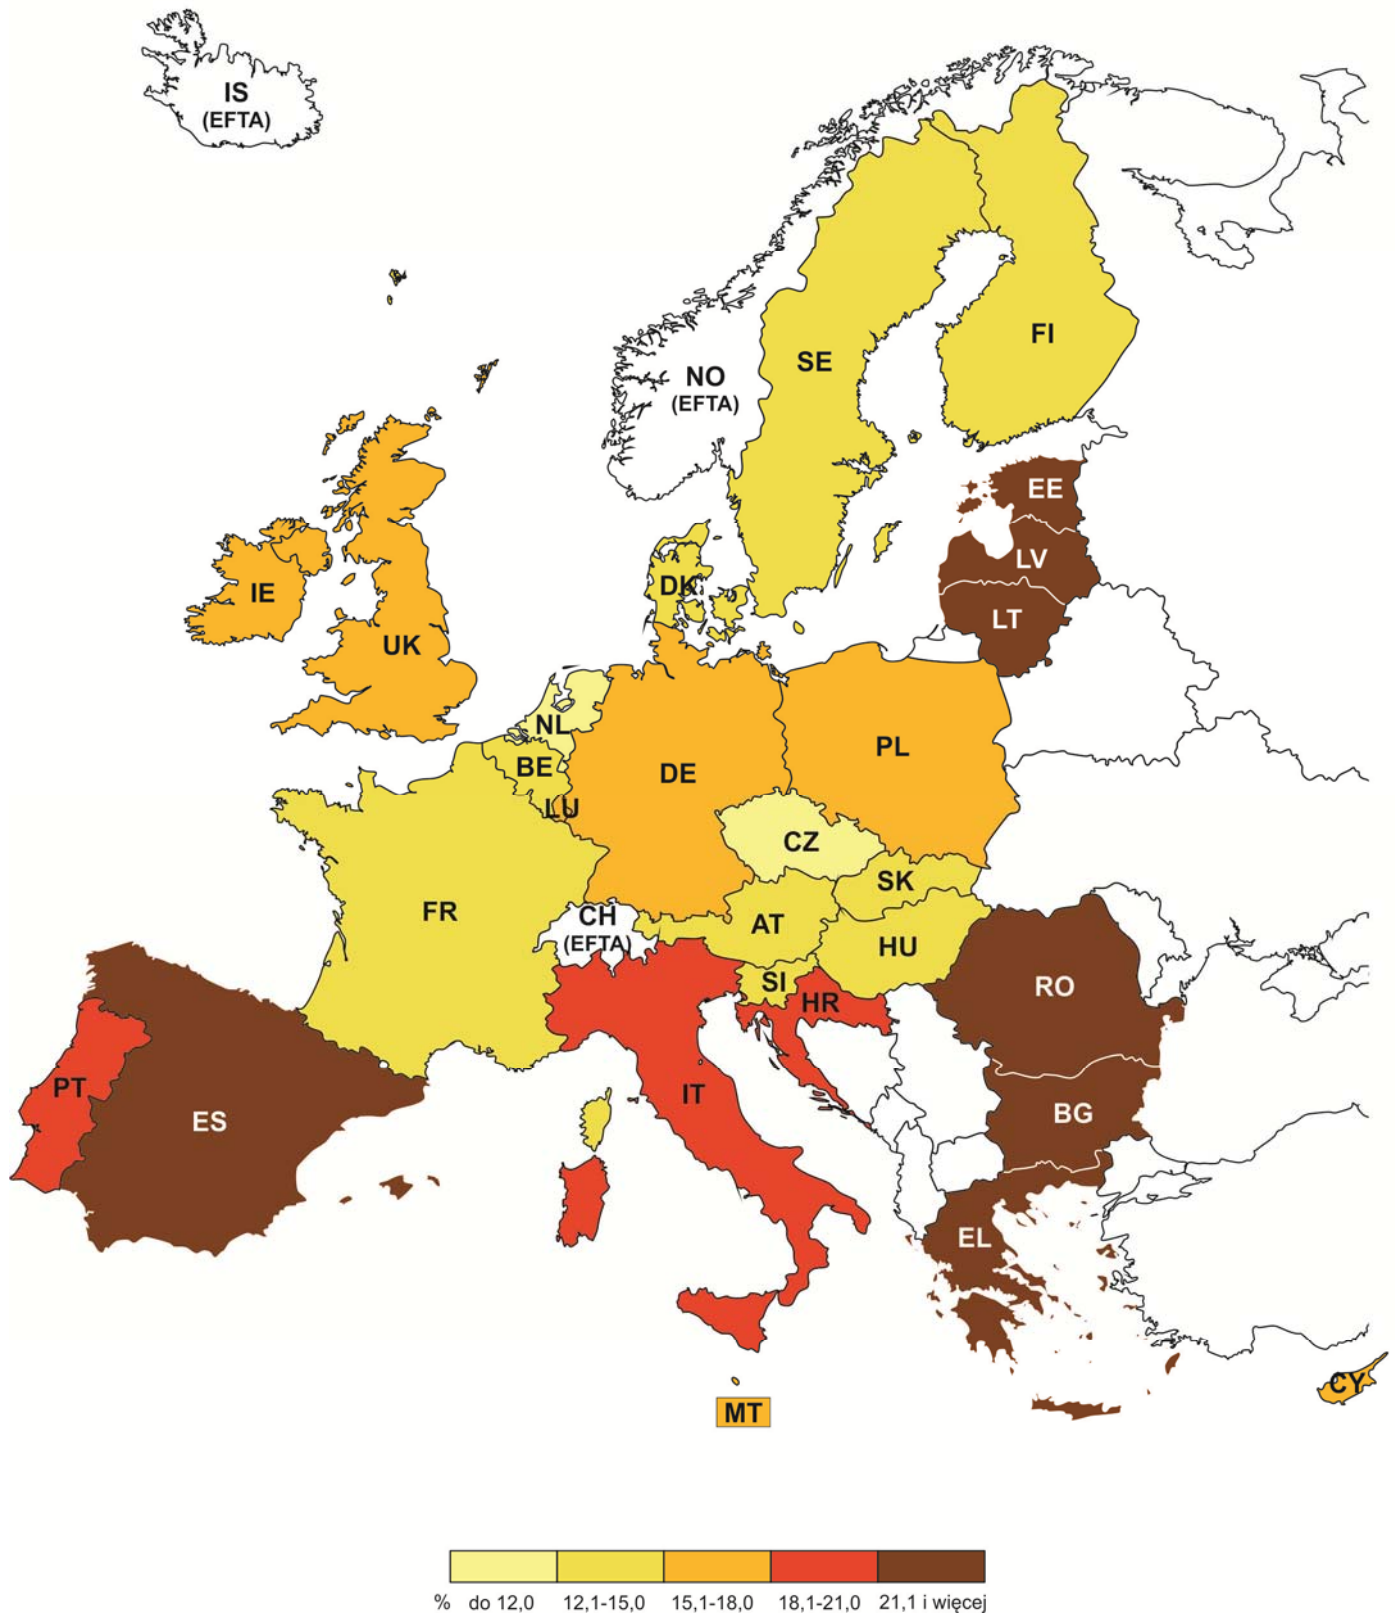 IS
(EFTA)
FI
SE
NO
(EFTA)
EE
LV
DK
IE
LT
UK
NL
PL
BE
DE
LU
CZ
SK
FR
CH
(EFTA)
AT
HU
SI
RO
HR
PT
IT
ES
BG
EL
CY
MT
% do 12,0 12,1-15,0 15,1-18,0 18,1-21,0 21,1 i więcej